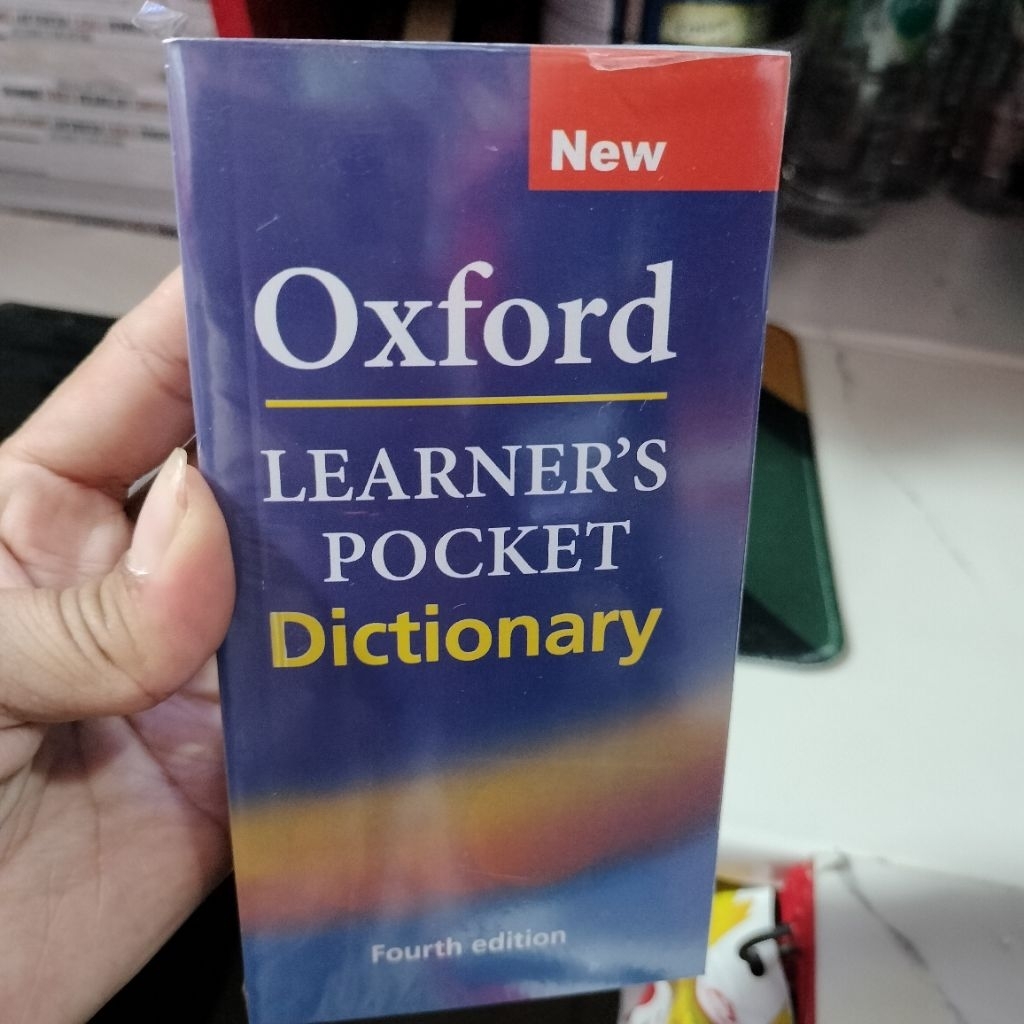 New
Oxford
LEARNER'S
POCKET
Dictionary
Fourth edition